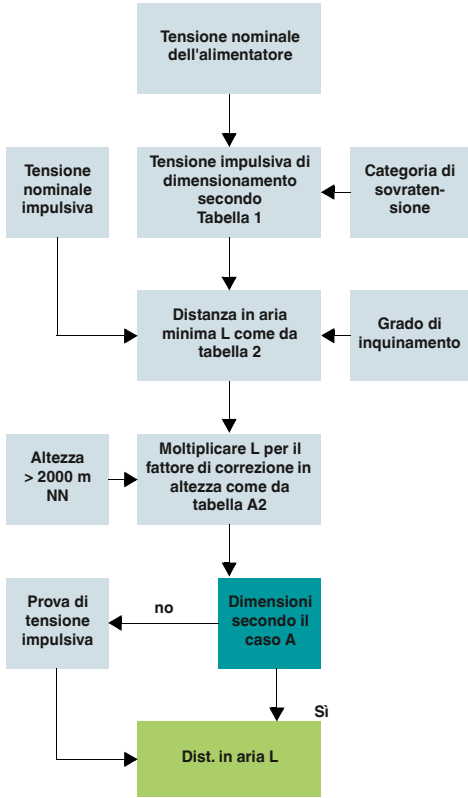 Tensione nominale
dell'alimentatore
Tensione
nominale
impulsiva
Tensione impulsiva di
dimensionamento
secondo
Tabella 1
Categoria di
sovraten-
sione
Distanza in aria
minima L come da
tabella 2
Grado di
inquinamento
Altezza
> 2000 m
NN
Moltiplicare L per il
fattore di correzione in
altezza come da
tabella A2
Prova di
tensione
impulsiva
no
Dimensioni
secondo il
caso A
Sì
Dist. in aria L